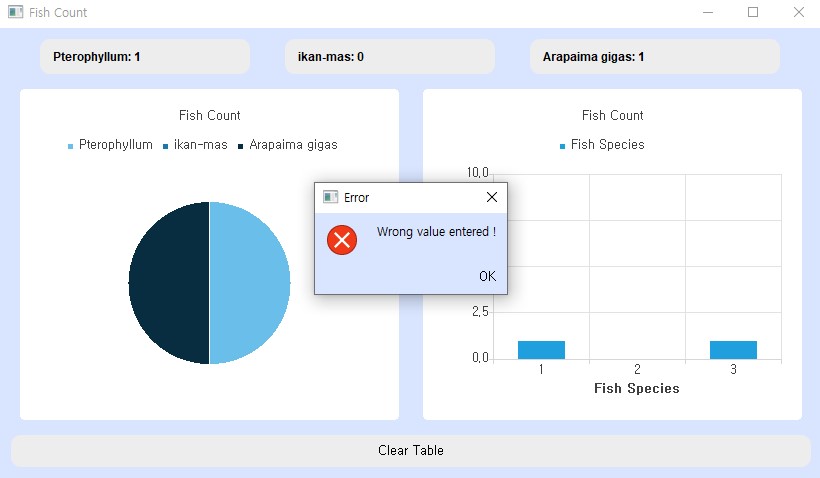 Fish Count
Pterophyllum: 1
ikan-mas: 0
Arapaima gigas: 1
Fish Count
Pterophyllum ikan-mas Arapaima gigas
Fish Count
Fish Species
10,0
2,5
0,0
1 2 3
Fish Species
Error
Wrong value entered !
OK
Clear Table